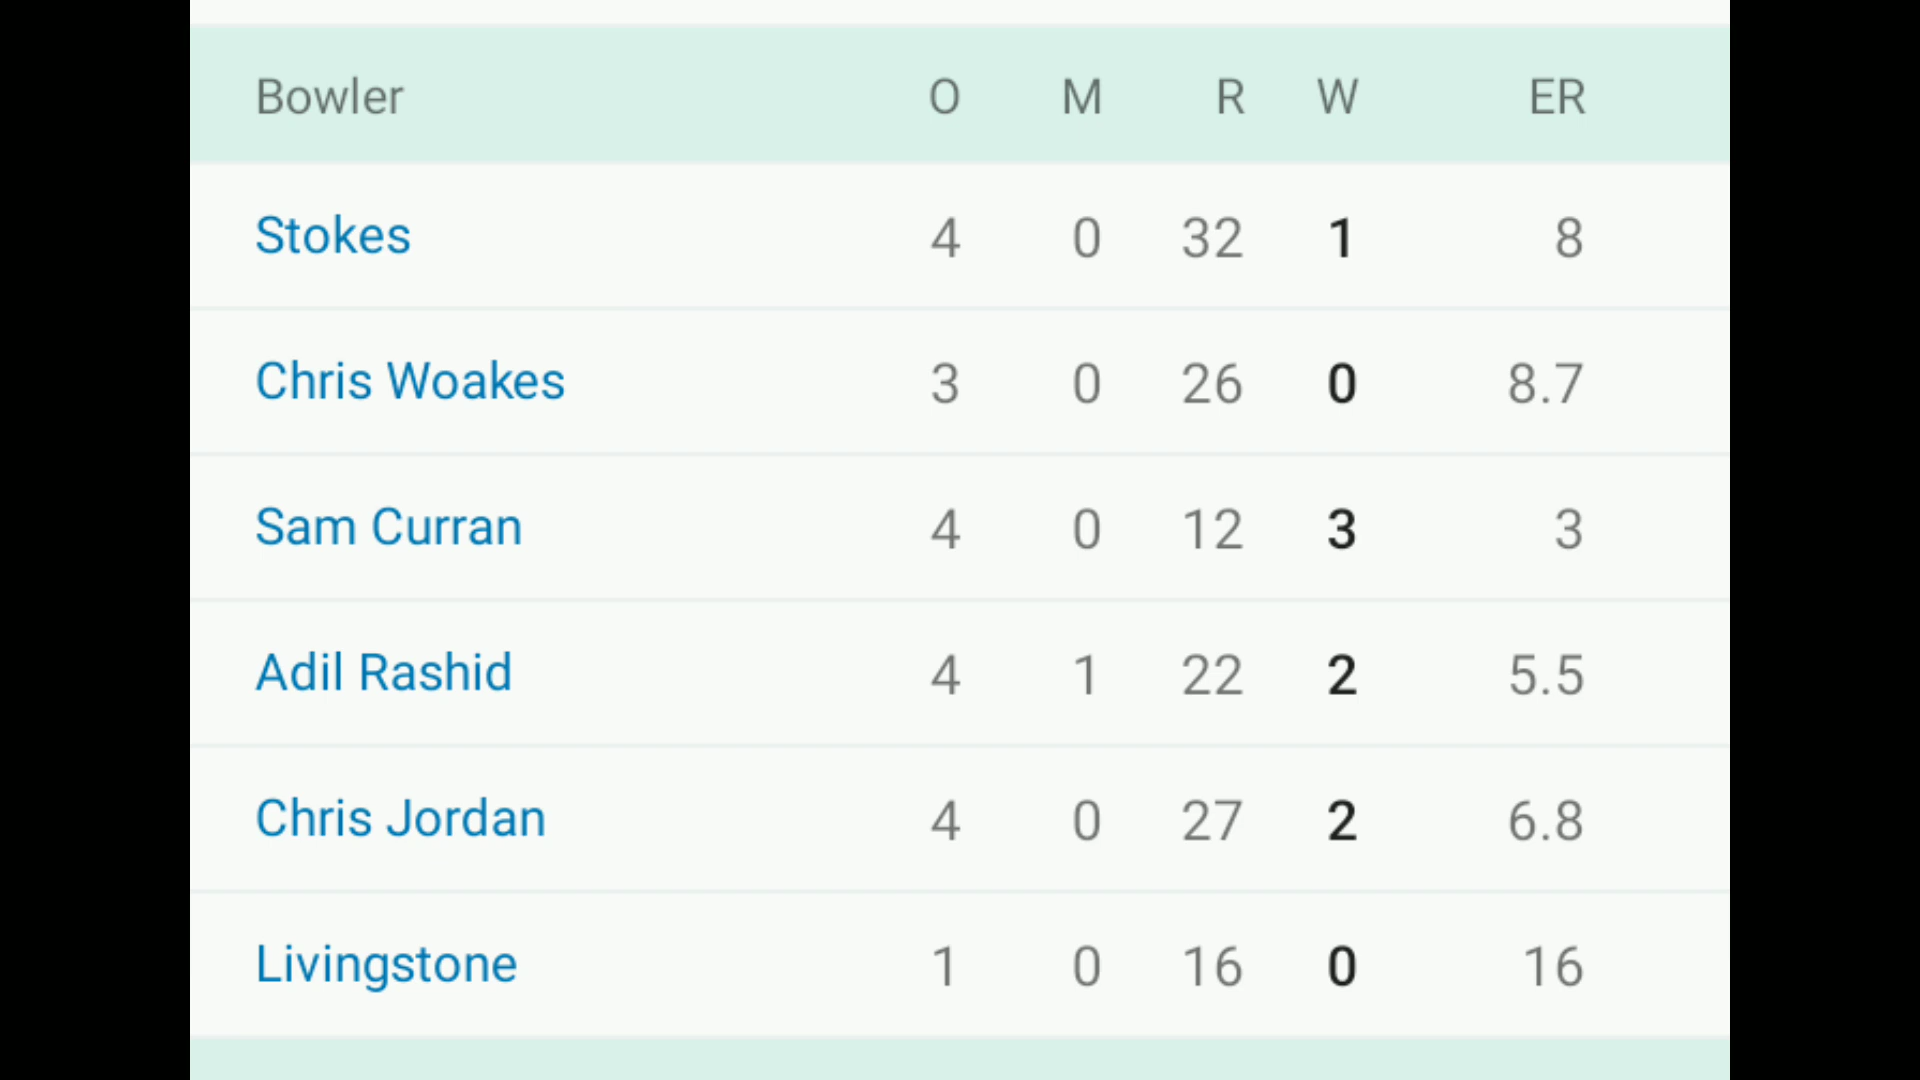 Bowler O M R W ER
Stokes 4 0 32 1 8
Chris Woakes 3 0 26 0 8.7
Sam Curran 4 0 12 3 3
Adil Rashid 4 1 22 2 5.5
Chris Jordan 4 0 27 2 6.8
Livingstone 1 0 16 0 16